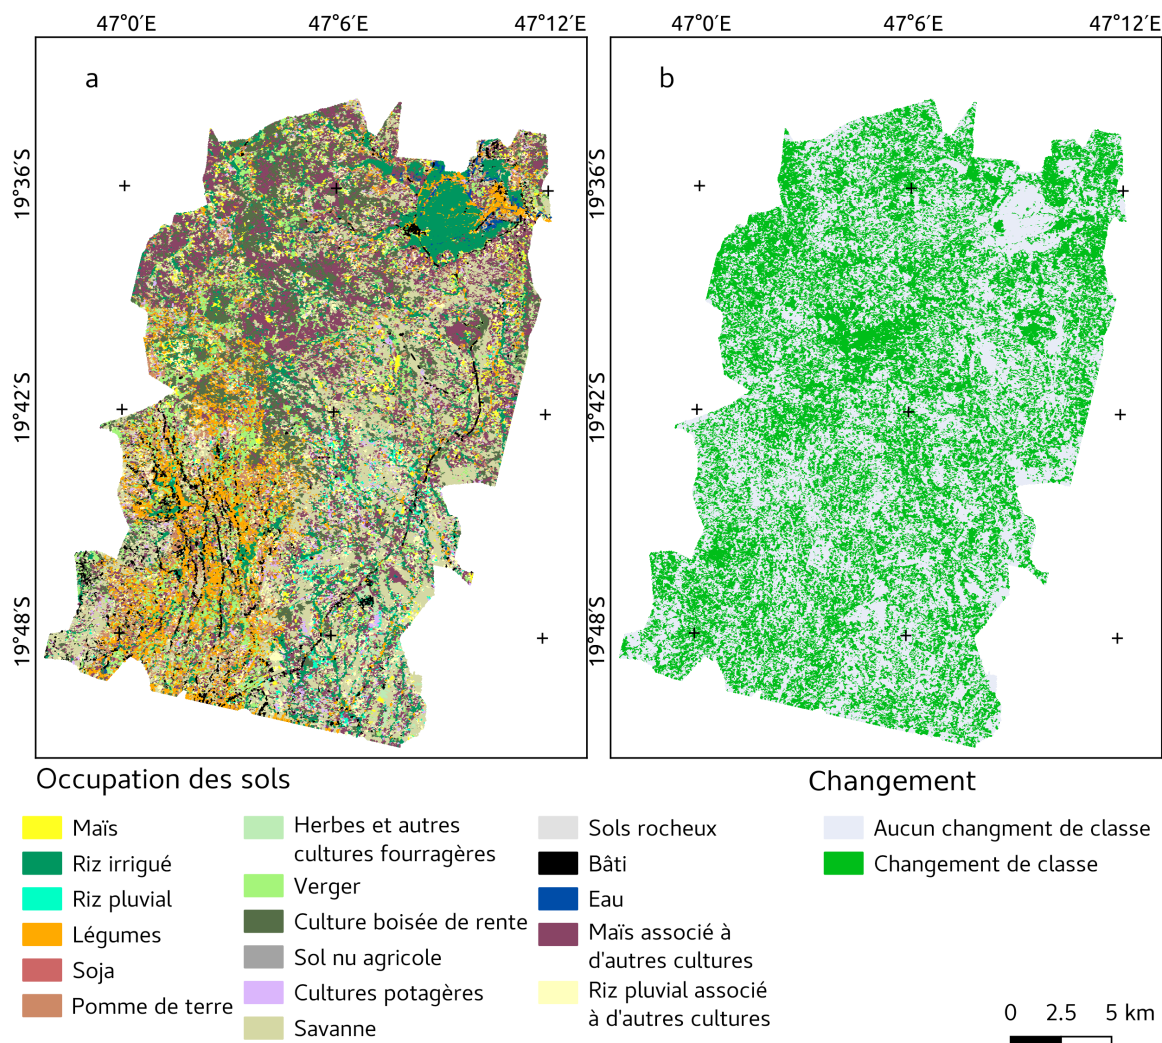 47°0′E 47°6′E 47°12′E 47°0′E 47°6′E 47°12′E
a
b
19°36′S
19°42′S
19°48′S
19°36′S
19°42′S
19°48′S
Occupation des sols
Maïs
Riz irrigué
Riz pluvial
Légumes
Soja
Pomme de terre
Herbes et autres
cultures fourragères
Verger
Culture boisée de rente
Sol nu agricole
Cultures potagères
Savanne
Sols rocheux
Bâti
Eau
Maïs associé à
d'autres cultures
Riz pluvial associé
à d'autres cultures
Changement
Aucun changment de classe
Changement de classe
0 2.5 5 km